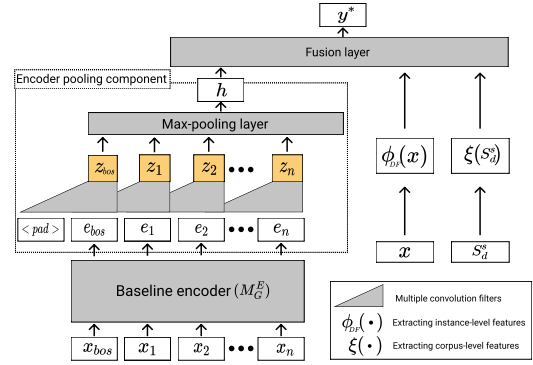 y*
Fusion layer
Encoder pooling component
h
Max-pooling layer
z_bos z_1 z_2 ••• z_n
ϕ_DF(x) ξ(S_d^s)
<pad> e_bos e_1 e_2 ••• e_n
x S_d^s
Baseline encoder (M_G^E)
Multiple convolution filters
ϕ_DF(•) Extracting instance-level features
ξ(•) Extracting corpus-level features
x_bos x_1 x_2 ••• x_n